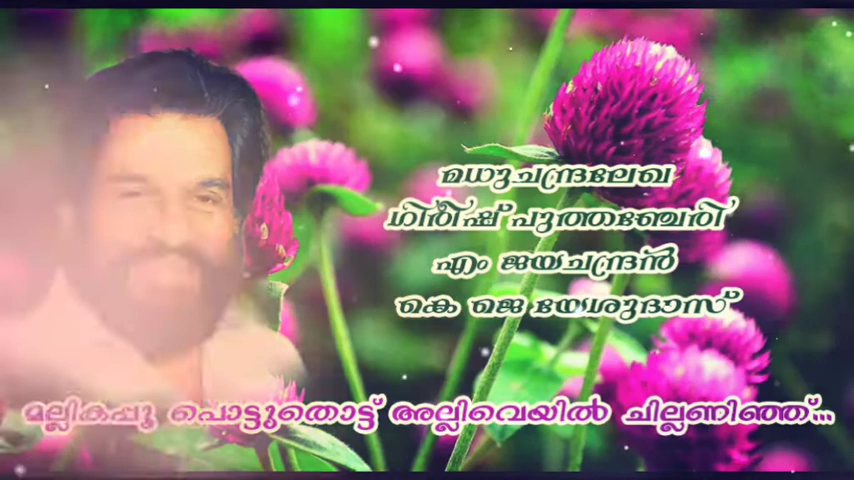 മധുചന്ദ്രലേഖ
ഗിരീഷ് പുത്തഞ്ചേരി
എം ജയചന്ദ്രൻ
കെ ജെ യേശുദാസ്
മല്ലികപ്പൂ പൊട്ടുതൊട്ട് അല്ലിവെയിൽ ചില്ലണിഞ്ഞ്...